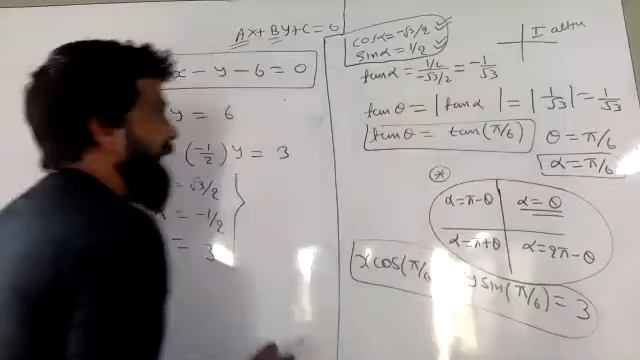 Ax+By+C=0
x − y − 6 = 0
y = 6
(-1/2) y = 3
= √3/2
= -1/2
= 3
cosα = -√3/2
sinα = 1/2
tanα = 1/2 / -√3/2 = -1/√3
I
tanθ = |tanα| = |1/√3| = 1/√3
tanθ = tan(π/6)
θ = π/6
α = π/6
*
α = π-θ
α = θ
α = π+θ
α = 2π-θ
x cos(π/6 y sin(π/6) = 3